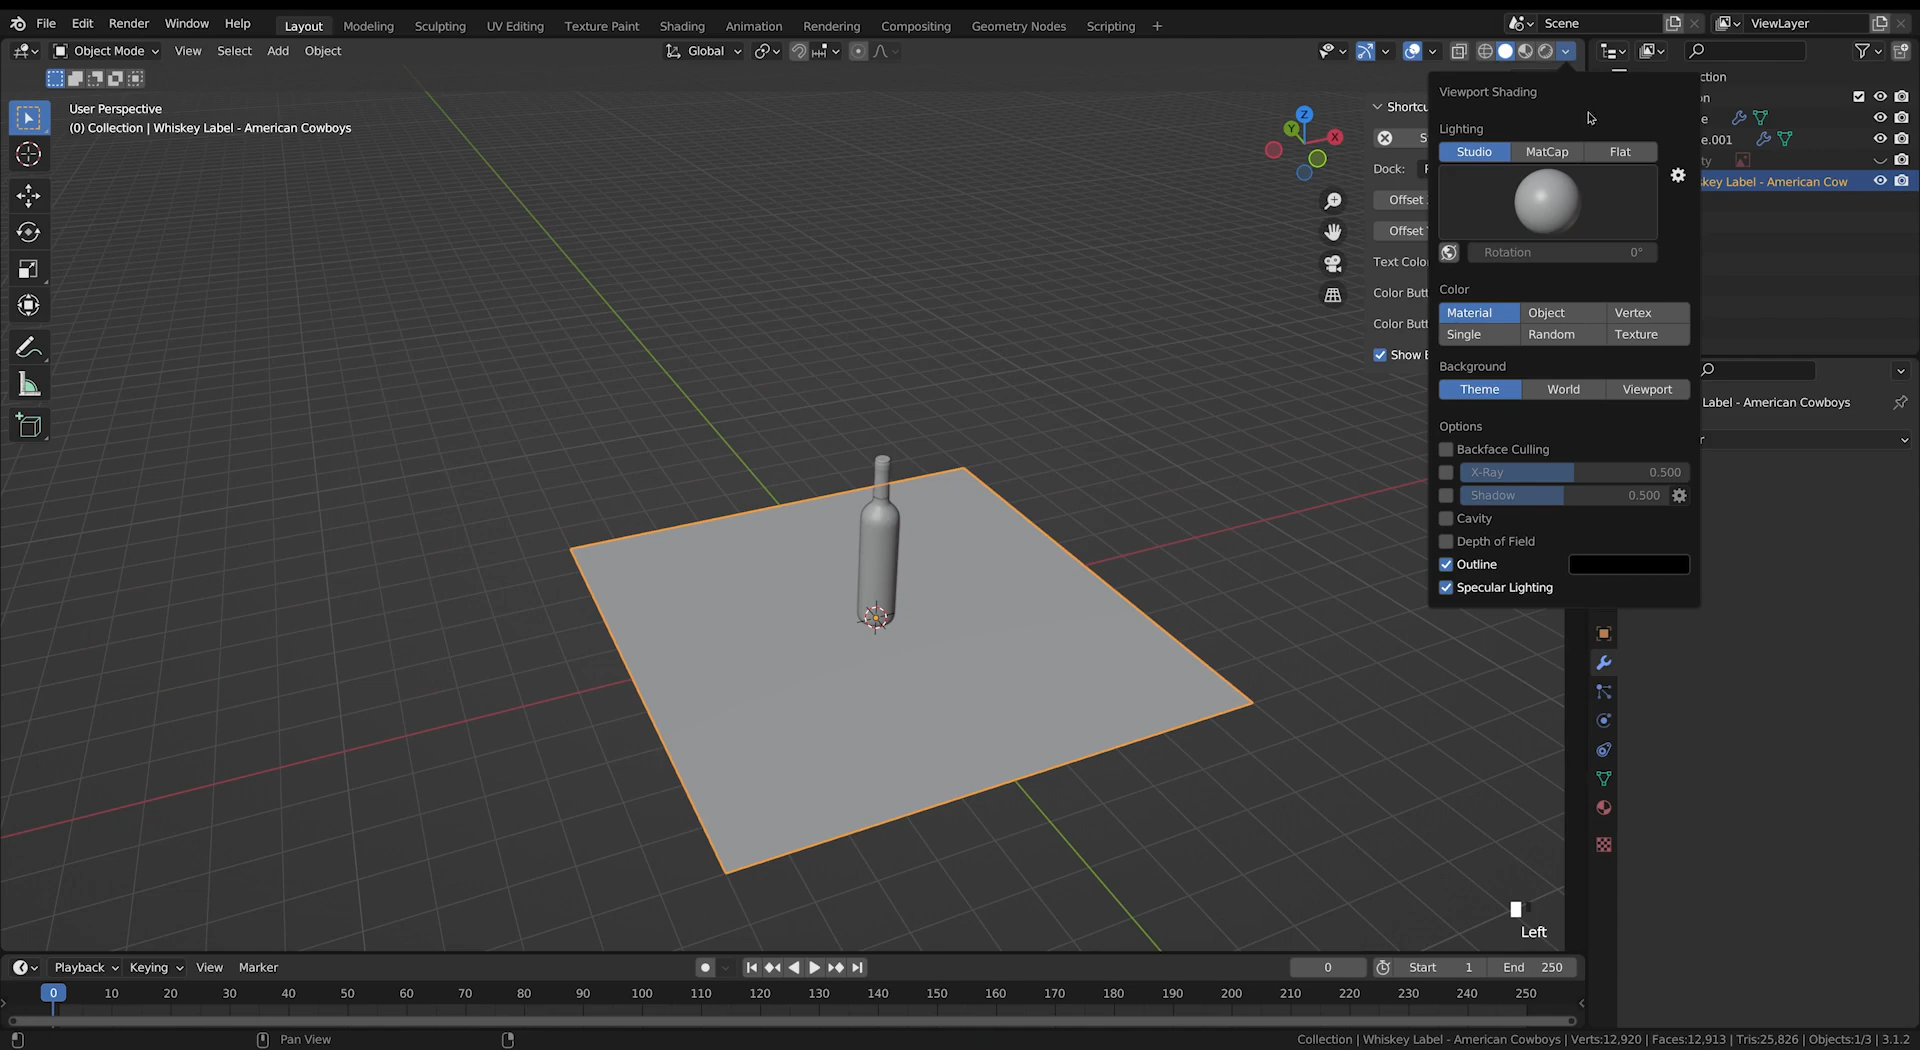 File Edit Render Window Help Layout Modeling Sculpting UV Editing Texture Paint Shading Animation Rendering Compositing Geometry Nodes Scripting + Scene ViewLayer
Object Mode View Select Add Object Global
User Perspective
(0) Collection | Whiskey Label - American Cowboys
Z
Y
X
Shortcu
S
Dock:
Offset
Offset
Text Colo
Color Butt
Color Butt
Show
Viewport Shading
Lighting
Studio MatCap Flat
Rotation 0°
Color
Material Object Vertex
Single Random Texture
Background
Theme World Viewport
Options
Backface Culling
X-Ray 0.500
Shadow 0.500
Cavity
Depth of Field
Outline
Specular Lighting
ction
on
e
e.001
ty
skey Label - American Cow
Label - American Cowboys
r
Left
Playback Keying View Marker 0 Start 1 End 250
0 10 20 30 40 50 60 70 80 90 100 110 120 130 140 150 160 170 180 190 200 210 220 230 240 250
Pan View
Collection | Whiskey Label - American Cowboys | Verts:12,920 | Faces:12,913 | Tris:25,826 | Objects:1/3 | 3.1.2